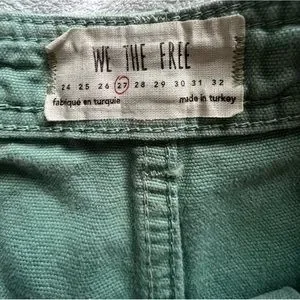 WE THE FREE
24 25 26 27 28 29 30 31 32
fabriqué en turquie made in turkey